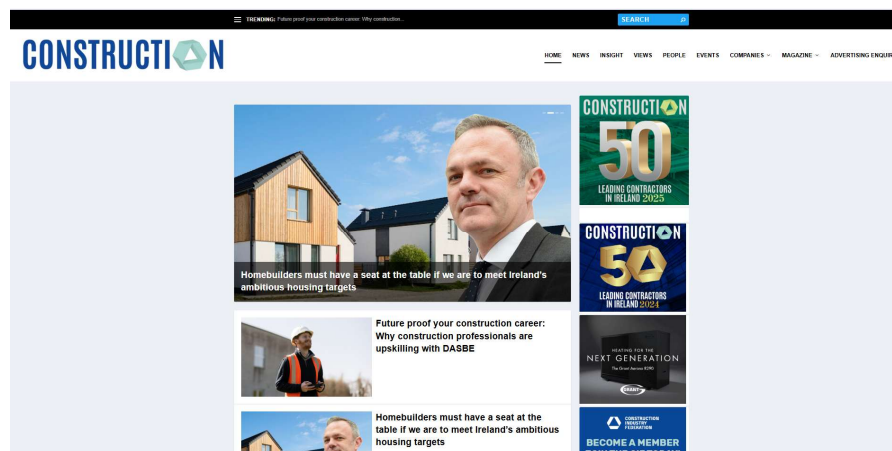 TRENDING: Future proof your construction career: Why construction...
SEARCH
CONSTRUCTION
HOME NEWS INSIGHT VIEWS PEOPLE EVENTS COMPANIES MAGAZINE ADVERTISING ENQUIR
CONSTRUCTION
50
LEADING CONTRACTORS
IN IRELAND 2025
Homebuilders must have a seat at the table if we are to meet Ireland's
ambitious housing targets
CONSTRUCTION
50
LEADING CONTRACTORS
IN IRELAND 2024
Future proof your construction career:
Why construction professionals are
upskilling with DASBE
HEATING FOR THE
NEXT GENERATION
The Grant Aerona R290
GRANT
Homebuilders must have a seat at the
table if we are to meet Ireland's ambitious
housing targets
CONSTRUCTION
INDUSTRY
FEDERATION
BECOME A MEMBER